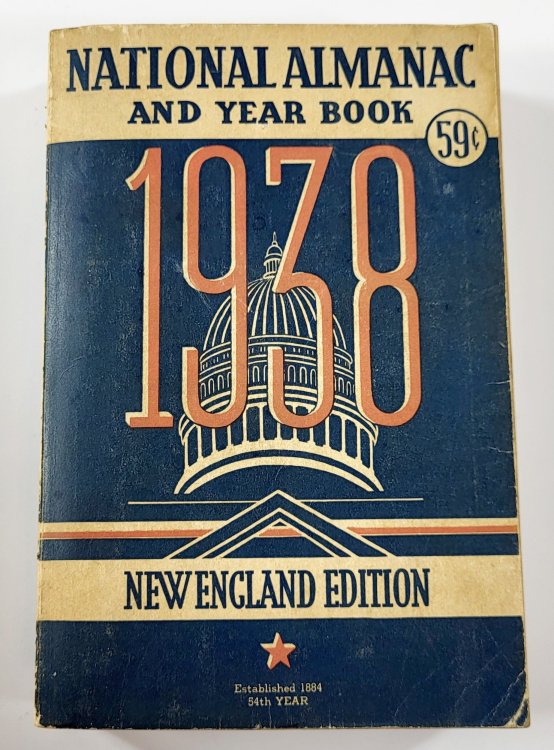 NATIONAL ALMANAC
AND YEAR BOOK
59¢
1938
NEW ENGLAND EDITION
Established 1884
54th YEAR